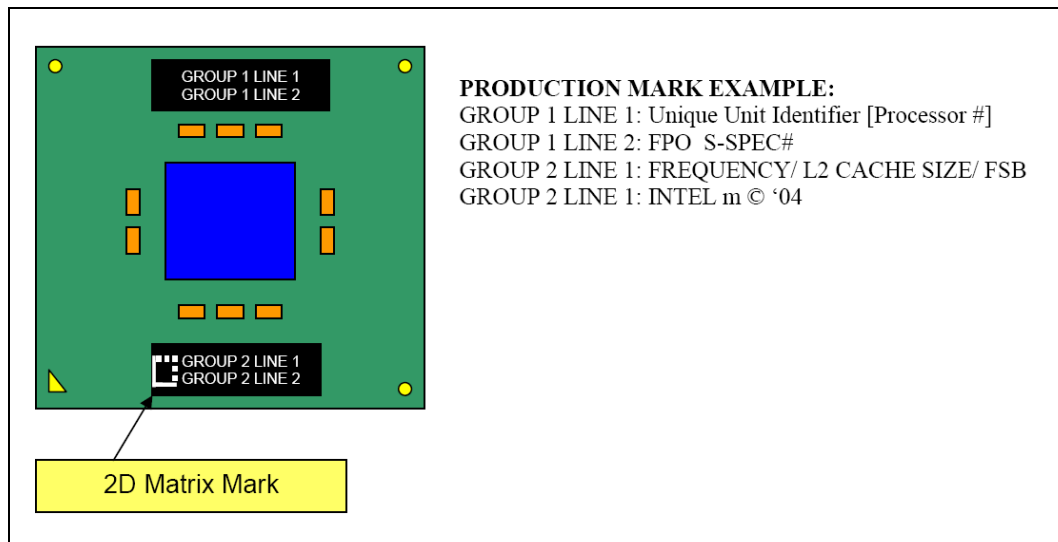 GROUP 1 LINE 1
GROUP 1 LINE 2
PRODUCTION MARK EXAMPLE:
GROUP 1 LINE 1: Unique Unit Identifier [Processor #]
GROUP 1 LINE 2: FPO  S-SPEC#
GROUP 2 LINE 1: FREQUENCY/ L2 CACHE SIZE/ FSB
GROUP 2 LINE 1: INTEL m © ‘04
GROUP 2 LINE 1
GROUP 2 LINE 2
2D Matrix Mark